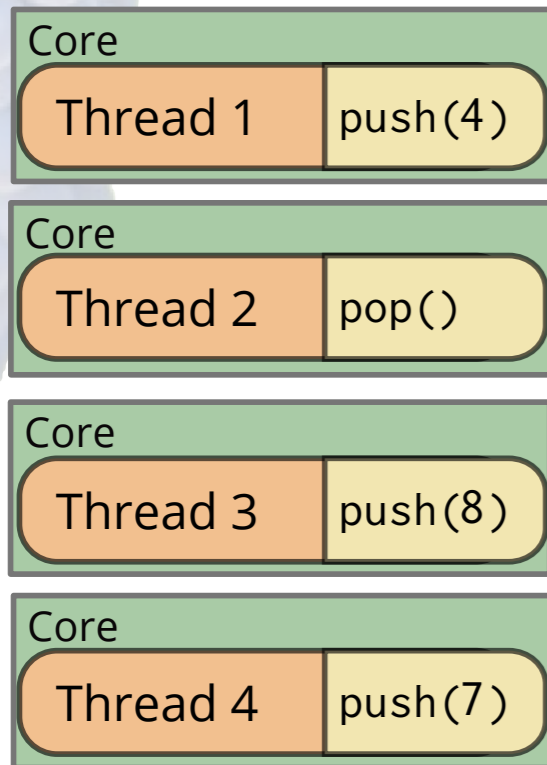 Core
Thread 1 push(4)
Core
Thread 2 pop()
Core
Thread 3 push(8)
Core
Thread 4 push(7)